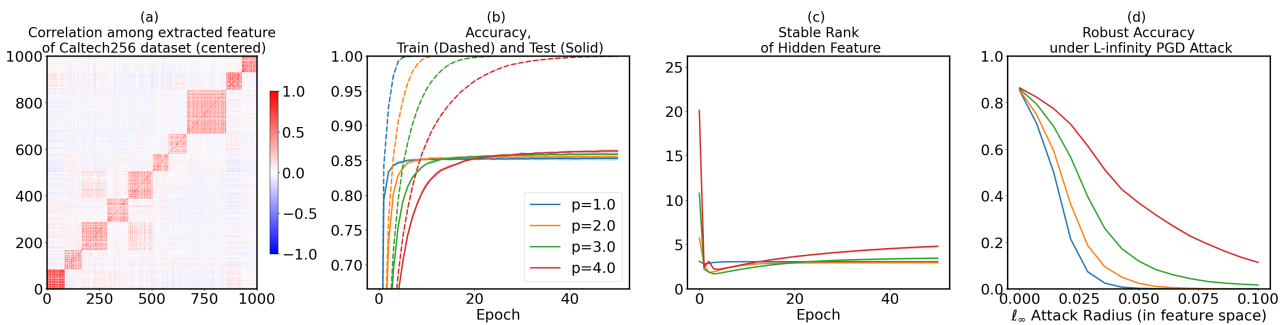 (a)
Correlation among extracted feature
of Caltech256 dataset (centered)
1000
800
600
400
200
0
0 250 500 750 1000
1.0
0.5
0.0
−0.5
−1.0
(b)
Accuracy,
Train (Dashed) and Test (Solid)
1.00
0.95
0.90
0.85
0.80
0.75
0.70
p=1.0
p=2.0
p=3.0
p=4.0
0 20 40
Epoch
(c)
Stable Rank
of Hidden Feature
25
20
15
10
5
0
0 20 40
Epoch
(d)
Robust Accuracy
under L-infinity PGD Attack
1.0
0.8
0.6
0.4
0.2
0.0
0.000 0.025 0.050 0.075 0.100
ℓ∞ Attack Radius (in feature space)